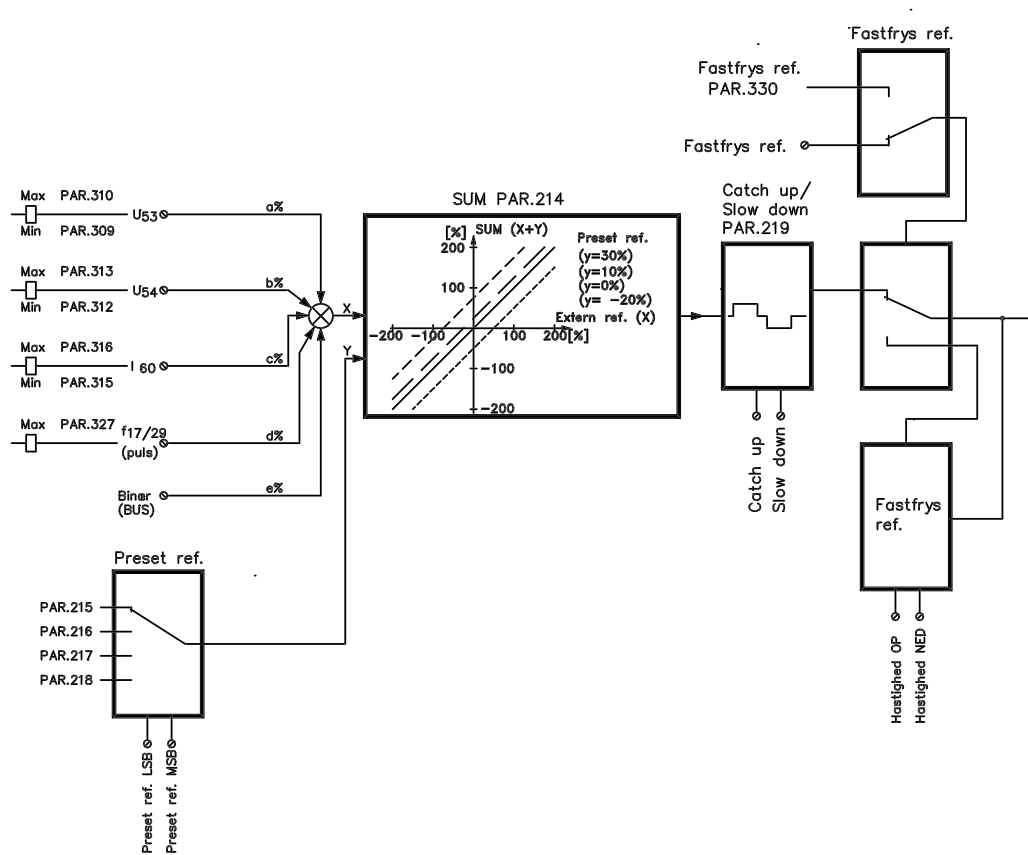 Fastfrys ref.
Fastfrys ref.
PAR.330
Fastfrys ref.
Max PAR.310
U53
a%
Min PAR.309
Max PAR.313
U54
b%
Min PAR.312
Max PAR.316
I 60
c%
Min PAR.315
Max PAR.327
f17/29
(puls)
d%
Binær
(BUS)
e%
X
Y
SUM PAR.214
[%] SUM (X+Y)
200
100
-200 -100
100 200[%]
-100
-200
Preset ref.
(y=30%)
(y=10%)
(y=0%)
(y= -20%)
Extern ref. (X)
Catch up/
Slow down
PAR.219
Catch up
Slow down
Fastfrys
ref.
Hastighed OP
Hastighed NED
Preset ref.
PAR.215
PAR.216
PAR.217
PAR.218
Preset ref. LSB
Preset ref. MSB